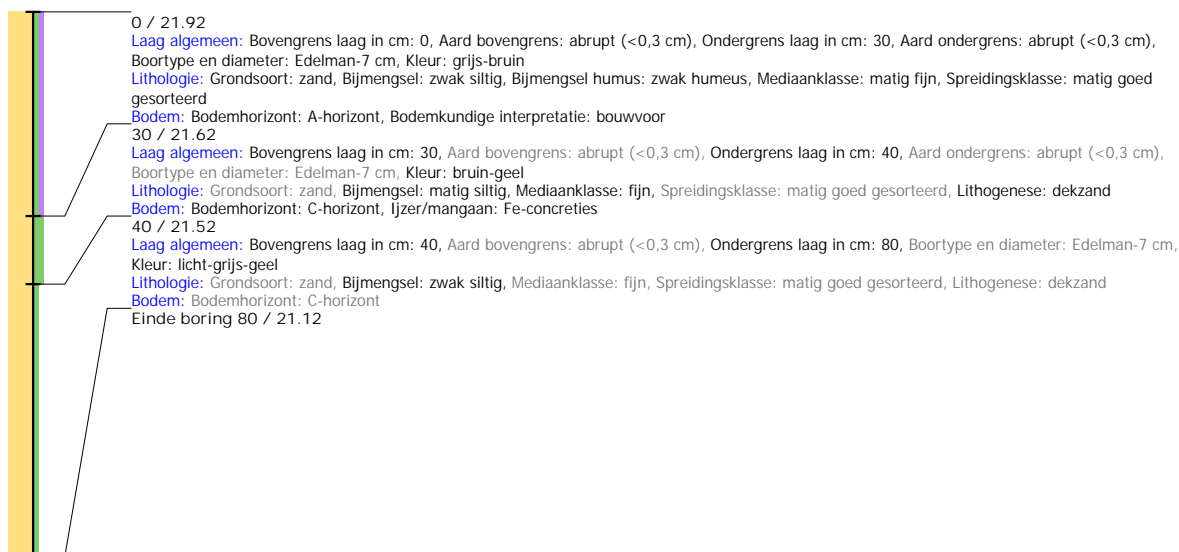 0 / 21.92
Laag algemeen: Bovengrens laag in cm: 0, Aard bovengrens: abrupt (<0,3 cm), Ondergrens laag in cm: 30, Aard ondergrens: abrupt (<0,3 cm),
Boortype en diameter: Edelman-7 cm, Kleur: grijs-bruin
Lithologie: Grondsoort: zand, Bijmengsel: zwak siltig, Bijmengsel humus: zwak humeus, Mediaanklasse: matig fijn, Spreidingsklasse: matig goed
gesorteerd
Bodem: Bodemhorizont: A-horizont, Bodemkundige interpretatie: bouwvoor
30 / 21.62
Laag algemeen: Bovengrens laag in cm: 30, Aard bovengrens: abrupt (<0,3 cm), Ondergrens laag in cm: 40, Aard ondergrens: abrupt (<0,3 cm),
Boortype en diameter: Edelman-7 cm, Kleur: bruin-geel
Lithologie: Grondsoort: zand, Bijmengsel: matig siltig, Mediaanklasse: fijn, Spreidingsklasse: matig goed gesorteerd, Lithogenese: dekzand
Bodem: Bodemhorizont: C-horizont, Ijzer/mangaan: Fe-concreties
40 / 21.52
Laag algemeen: Bovengrens laag in cm: 40, Aard bovengrens: abrupt (<0,3 cm), Ondergrens laag in cm: 80, Boortype en diameter: Edelman-7 cm,
Kleur: licht-grijs-geel
Lithologie: Grondsoort: zand, Bijmengsel: zwak siltig, Mediaanklasse: fijn, Spreidingsklasse: matig goed gesorteerd, Lithogenese: dekzand
Bodem: Bodemhorizont: C-horizont
Einde boring 80 / 21.12